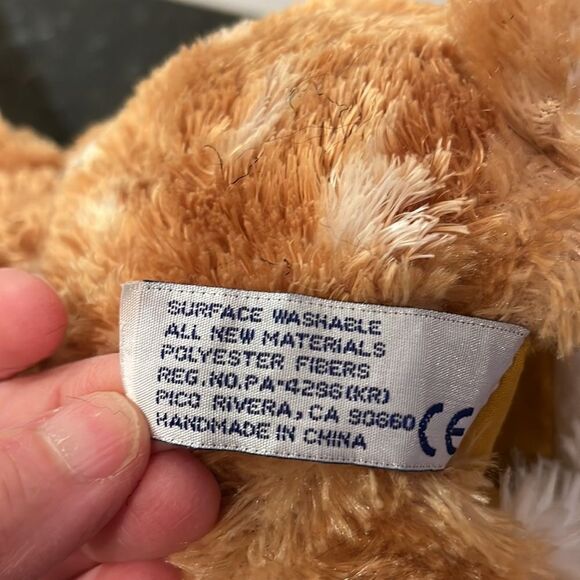 SURFACE WASHABLE
ALL NEW MATERIALS
POLYESTER FIBERS
REG.NO.PA-4296(KR)
PICO RIVERA, CA 90660
HANDMADE IN CHINA
CE